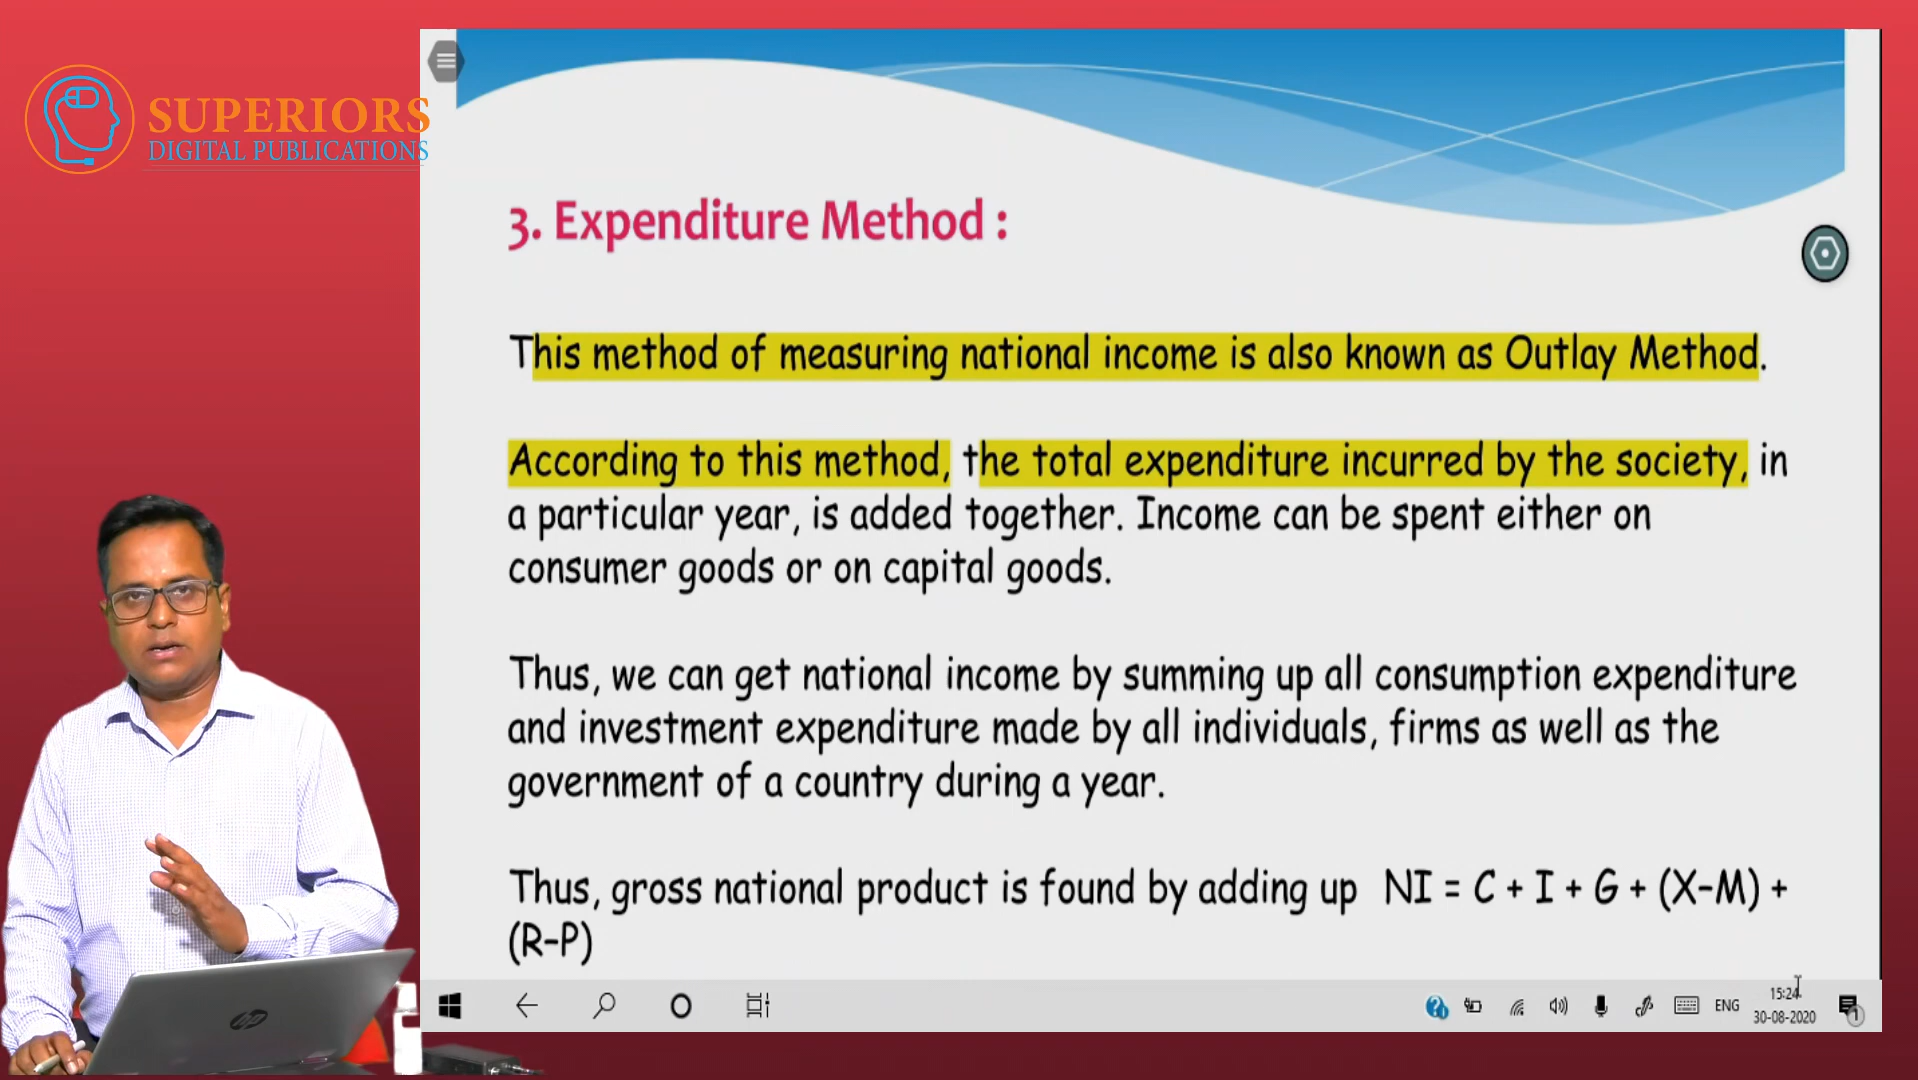 SUPERIORS
DIGITAL PUBLICATIONS
3. Expenditure Method :
This method of measuring national income is also known as Outlay Method.
According to this method, the total expenditure incurred by the society, in
a particular year, is added together. Income can be spent either on
consumer goods or on capital goods.
Thus, we can get national income by summing up all consumption expenditure
and investment expenditure made by all individuals, firms as well as the
government of a country during a year.
Thus, gross national product is found by adding up NI = C + I + G + (X-M) +
(R-P)
hp
ENG
15:24
30-08-2020
1